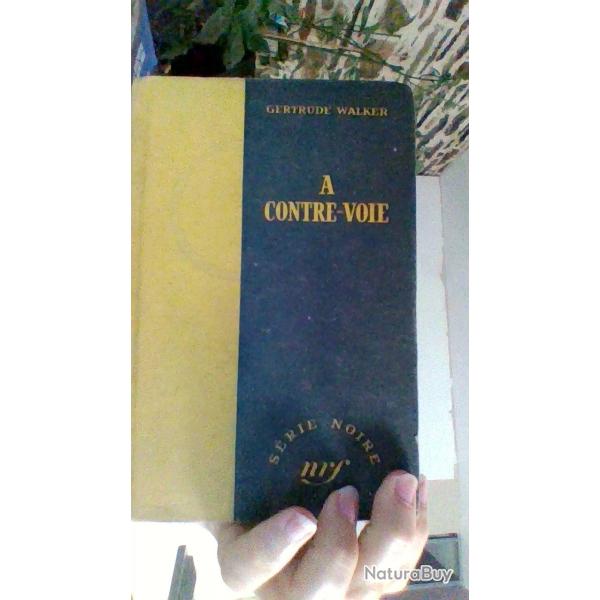 GERTRUDE WALKER
A
CONTRE-VOIE
SÉRIE NOIRE
nrf
NaturaBuy